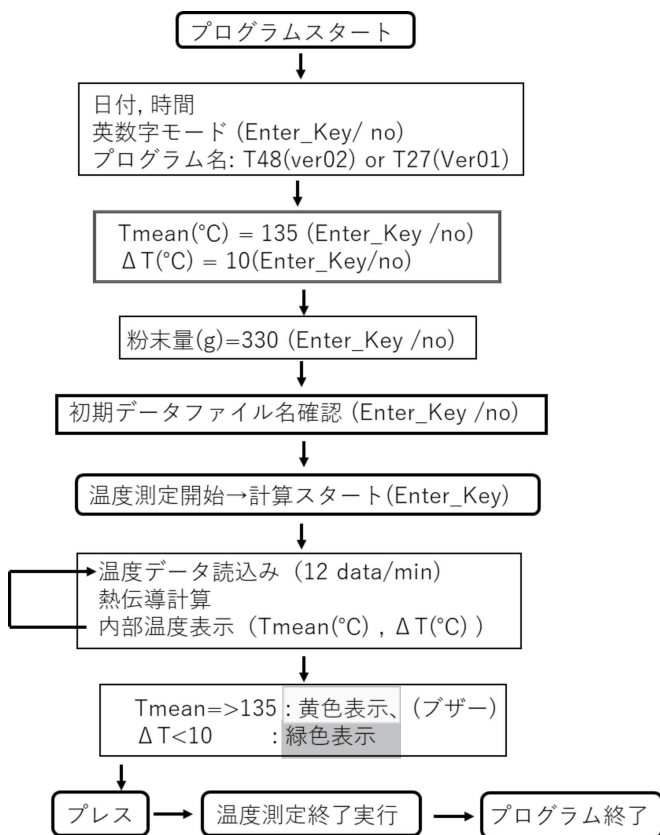 プログラムスタート
日付, 時間
英数字モード (Enter_Key/ no)
プログラム名: T48(ver02) or T27(Ver01)
Tmean(℃) = 135 (Enter_Key /no)
ΔT(℃) = 10(Enter_Key/no)
粉末量(g)=330 (Enter_Key /no)
初期データファイル名確認 (Enter_Key /no)
温度測定開始→計算スタート(Enter_Key)
温度データ読込み (12 data/min)
熱伝導計算
内部温度表示 (Tmean(℃) , ΔT(℃) )
Tmean=>135 : 黄色表示、(ブザー)
ΔT<10 : 緑色表示
プレス
温度測定終了実行
プログラム終了